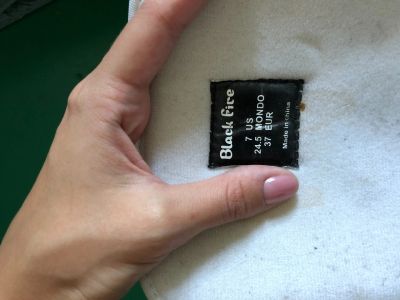 Black Fire
7 US
24.5 MONDO
37 EUR
Made in china